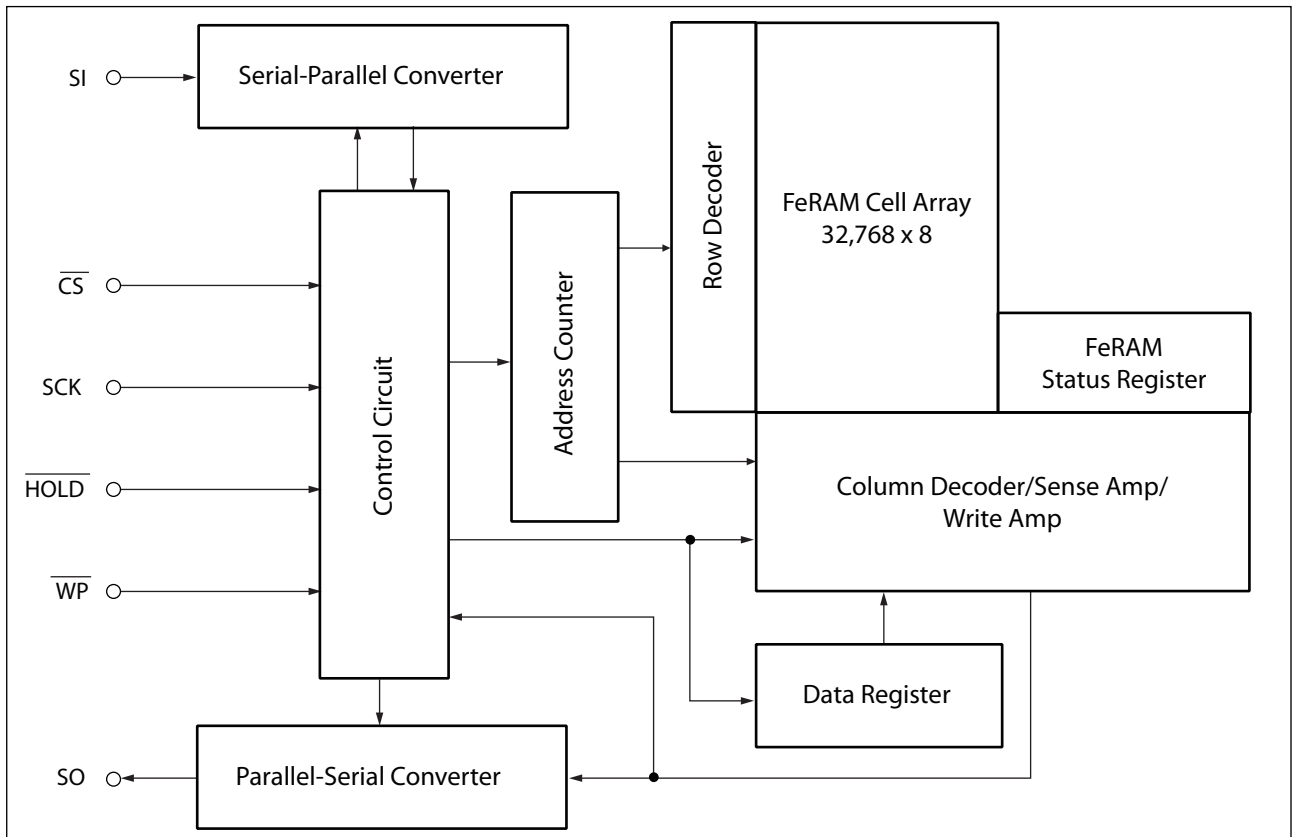 SI
Serial-Parallel Converter
Row Decoder
FeRAM Cell Array
32,768 x 8
CS
SCK
HOLD
WP
Control Circuit
Address Counter
FeRAM
Status Register
Column Decoder/Sense Amp/
Write Amp
Data Register
SO
Parallel-Serial Converter